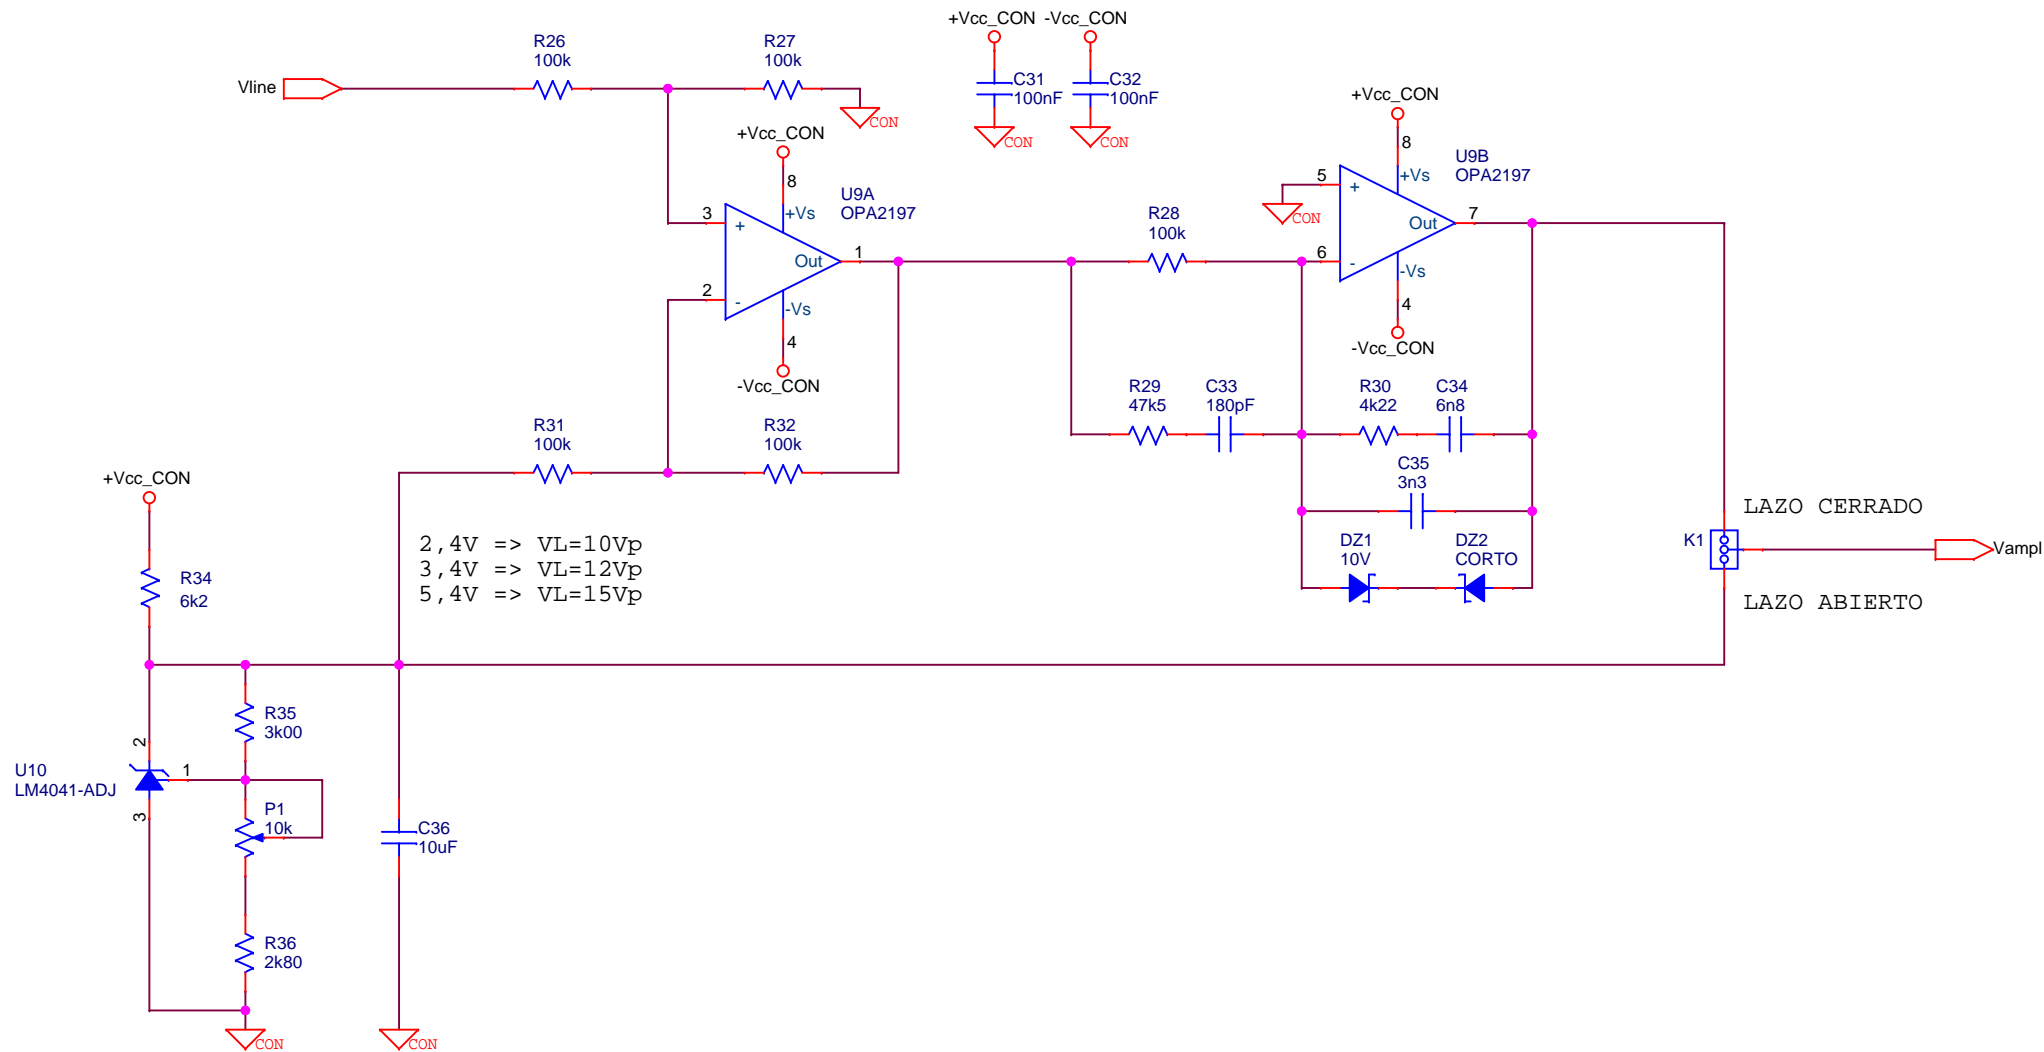 +Vcc_CON -Vcc_CON
R26
100k
R27
100k
Vline
CON
C31
100nF
C32
100nF
CON
CON
+Vcc_CON
8
+Vs
U9A
OPA2197
3
+
Out
1
2
-
-Vs
4
-Vcc_CON
+Vcc_CON
8
+Vs
U9B
OPA2197
5
+
CON
Out
7
6
-
-Vs
4
-Vcc_CON
R28
100k
R29
47k5
C33
180pF
R30
4k22
C34
6n8
C35
3n3
DZ1
10V
DZ2
CORTO
R31
100k
R32
100k
+Vcc_CON
R34
6k2
2,4V => VL=10Vp
3,4V => VL=12Vp
5,4V => VL=15Vp
LAZO CERRADO
K1
Vampl
LAZO ABIERTO
R35
3k00
2
1
U10
LM4041-ADJ
3
P1
10k
C36
10uF
R36
2k80
CON
CON